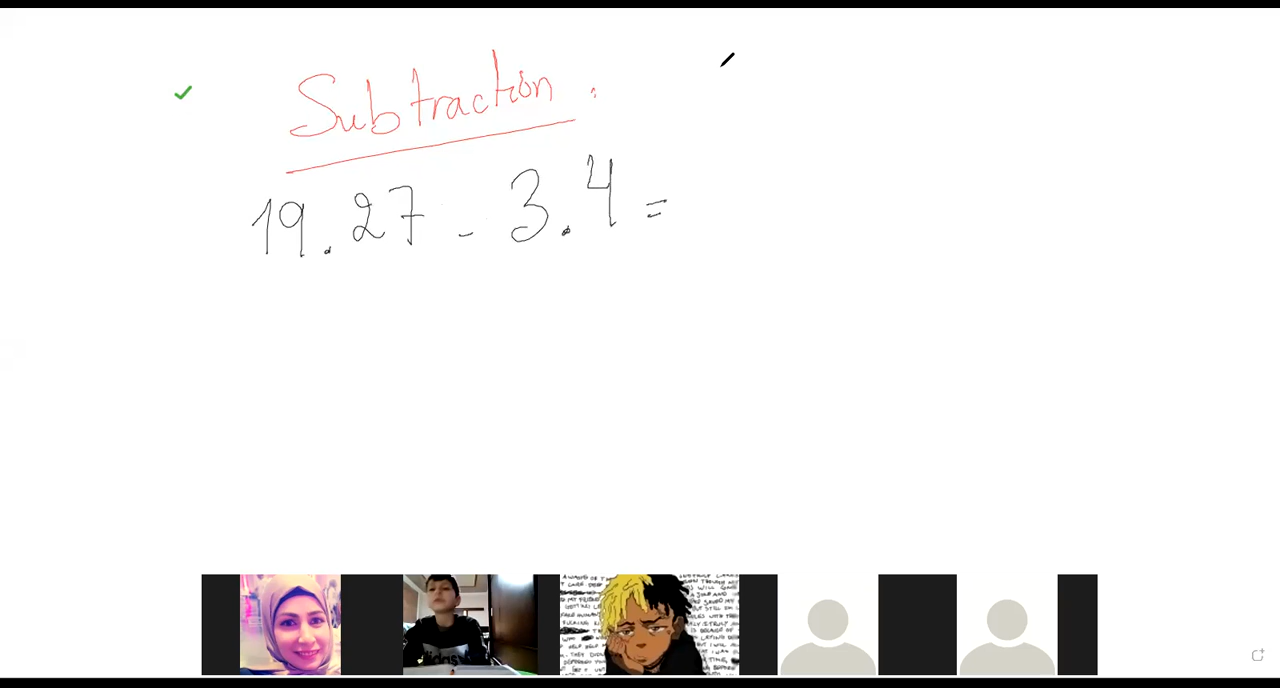 Subtraction :
19.27 - 3.4 =